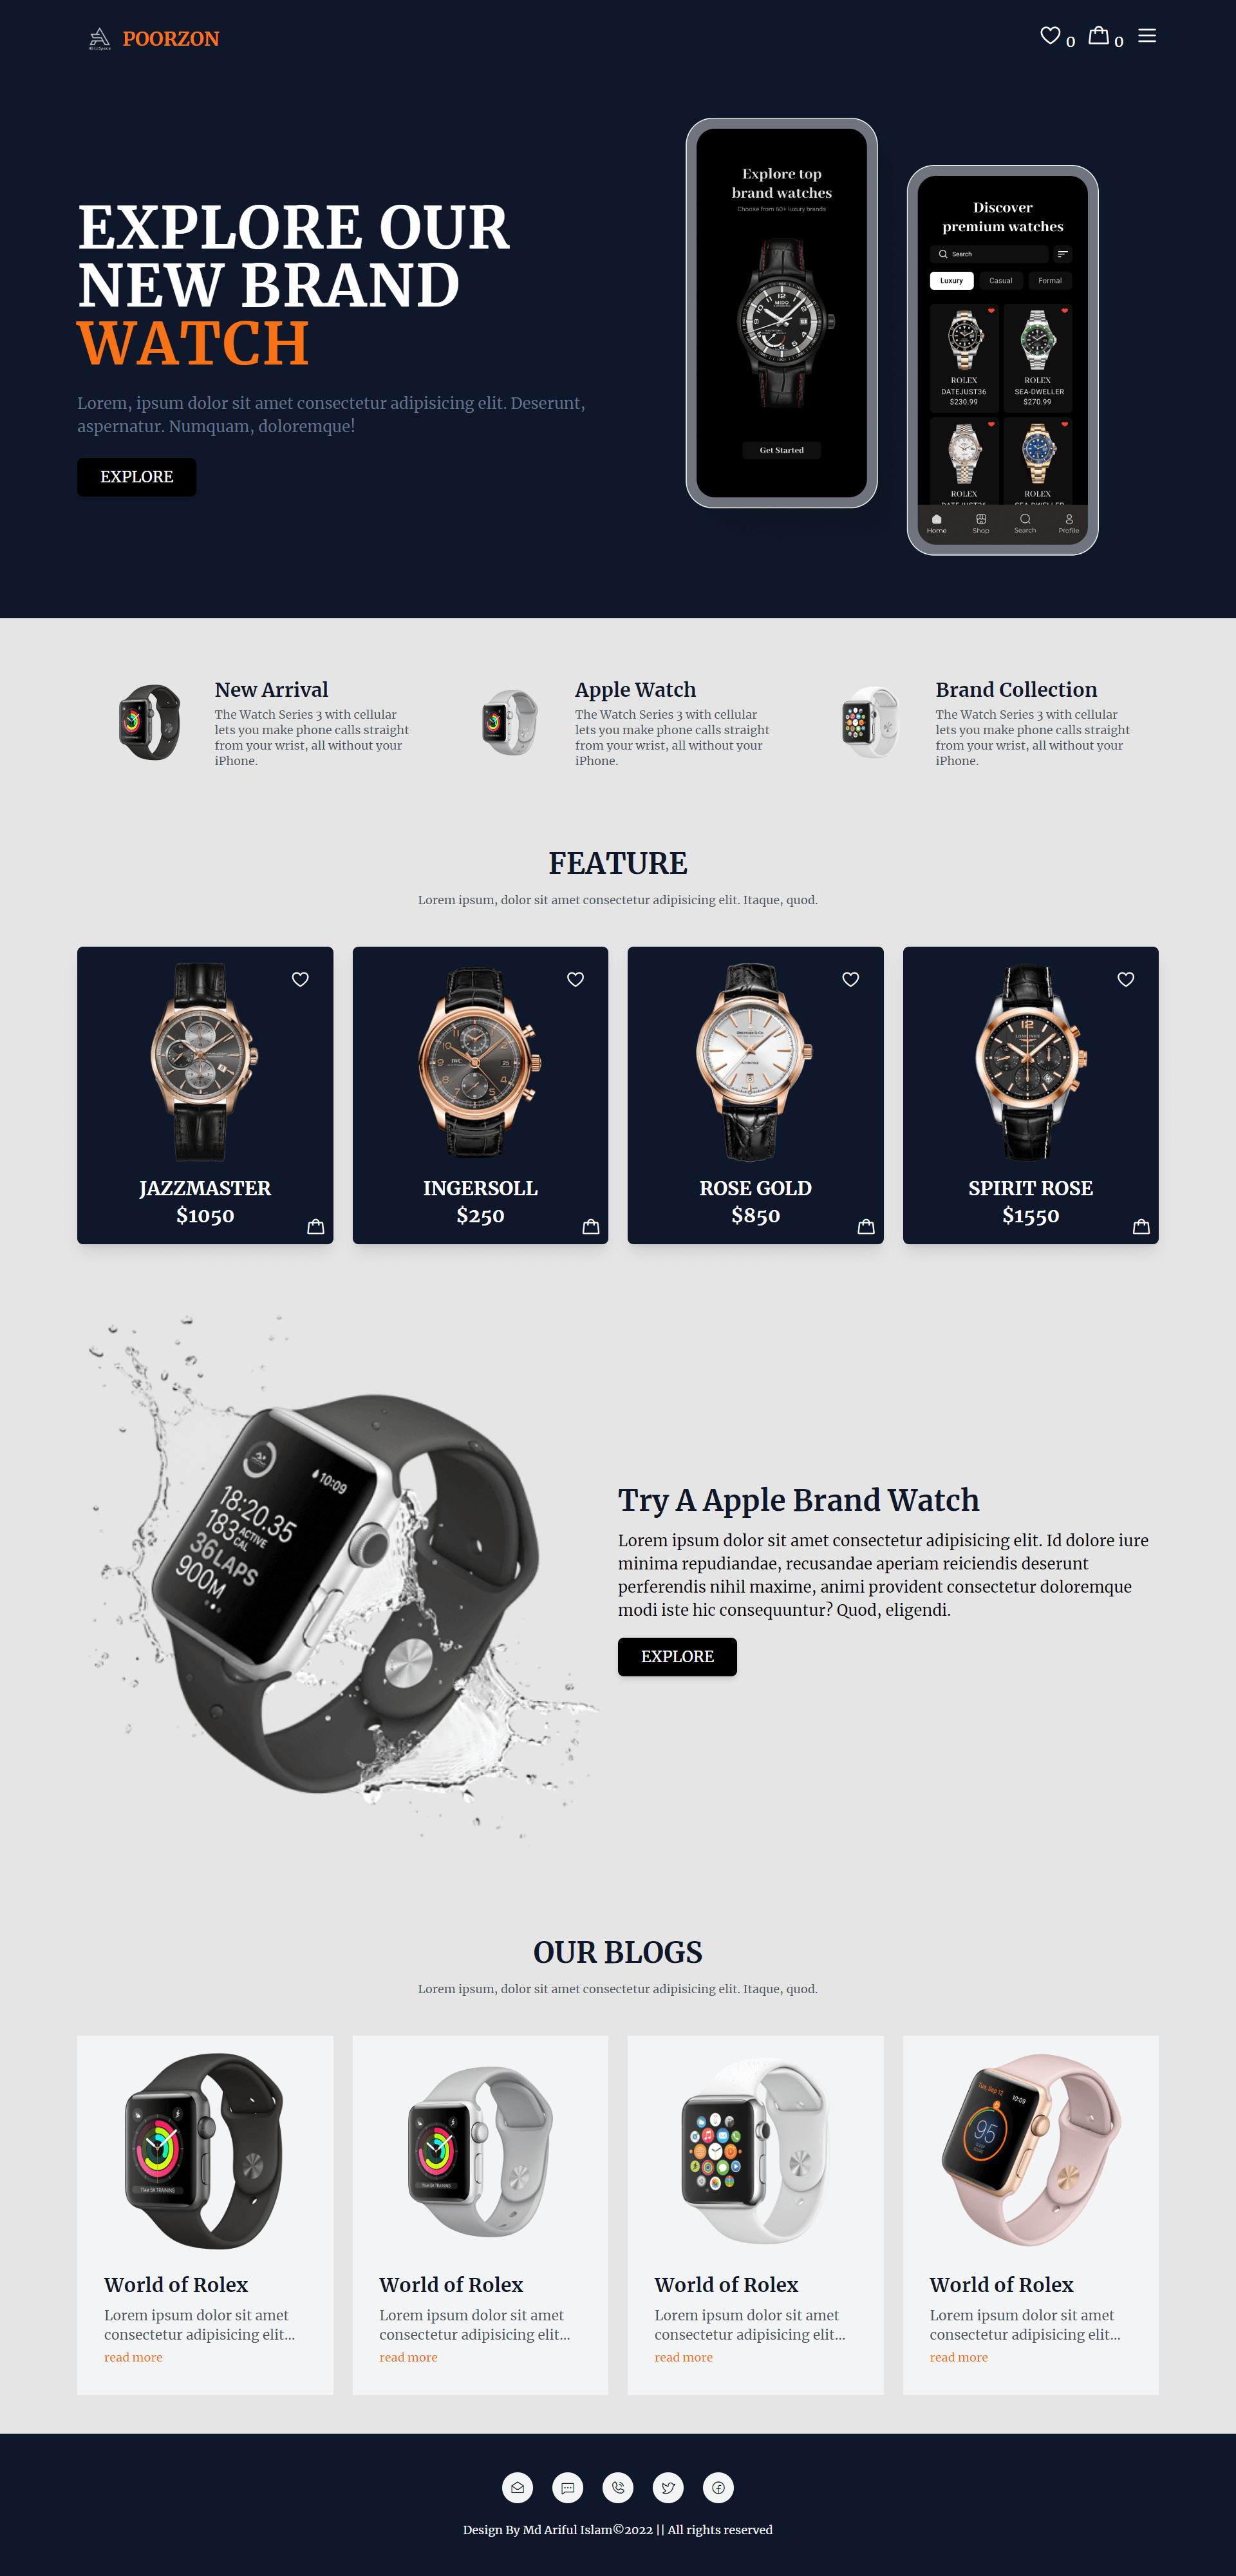 POORZON
0
0
EXPLORE OUR
NEW BRAND
WATCH
Lorem, ipsum dolor sit amet consectetur adipisicing elit. Deserunt,
aspernatur. Numquam, doloremque!
EXPLORE
Explore top
brand watches
Choose from 60+ luxury brands
MIDO
Get Started
Discover
premium watches
Search
Luxury
Casual
Formal
ROLEX
DATEJUST36
$230.99
ROLEX
SEA-DWELLER
$270.99
ROLEX
ROLEX
Home
Shop
Search
Profile
New Arrival
The Watch Series 3 with cellular
lets you make phone calls straight
from your wrist, all without your
iPhone.
Apple Watch
The Watch Series 3 with cellular
lets you make phone calls straight
from your wrist, all without your
iPhone.
Brand Collection
The Watch Series 3 with cellular
lets you make phone calls straight
from your wrist, all without your
iPhone.
FEATURE
Lorem ipsum, dolor sit amet consectetur adipisicing elit. Itaque, quod.
JAZZMASTER
$1050
IWC
INGERSOLL
$250
ROSE GOLD
$850
12
LONGINES
SPIRIT ROSE
$1550
10:09
18:20.35
183 ACTIVE CAL
36 LAPS
900M
Try A Apple Brand Watch
Lorem ipsum dolor sit amet consectetur adipisicing elit. Id dolore iure
minima repudiandae, recusandae aperiam reiciendis deserunt
perferendis nihil maxime, animi provident consectetur doloremque
modi iste hic consequuntur? Quod, eligendi.
EXPLORE
OUR BLOGS
Lorem ipsum, dolor sit amet consectetur adipisicing elit. Itaque, quod.
World of Rolex
Lorem ipsum dolor sit amet
consectetur adipisicing elit...
read more
World of Rolex
Lorem ipsum dolor sit amet
consectetur adipisicing elit...
read more
World of Rolex
Lorem ipsum dolor sit amet
consectetur adipisicing elit...
read more
Tue, Sep 12
10:09
95
World of Rolex
Lorem ipsum dolor sit amet
consectetur adipisicing elit...
read more
Design By Md Ariful Islam©2022 || All rights reserved